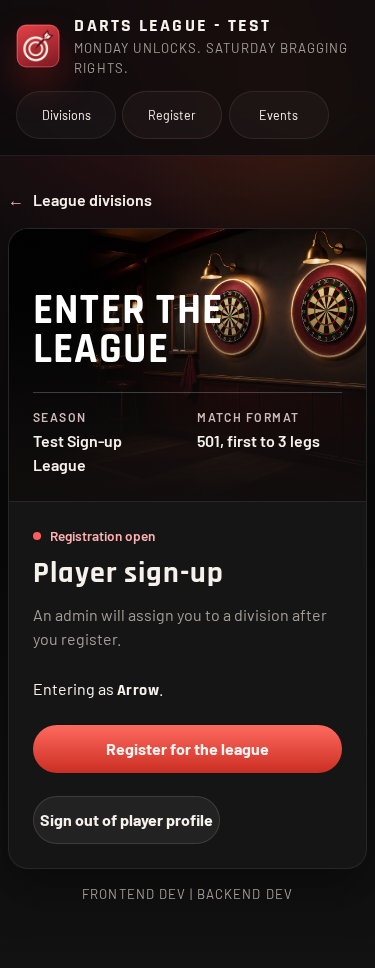 DARTS LEAGUE - TEST
MONDAY UNLOCKS. SATURDAY BRAGGING
RIGHTS.
Divisions
Register
Events
← League divisions
ENTER THE
LEAGUE
SEASON
Test Sign-up
League
MATCH FORMAT
501, first to 3 legs
Registration open
Player sign-up
An admin will assign you to a division after
you register.
Entering as Arrow.
Register for the league
Sign out of player profile
FRONTEND DEV | BACKEND DEV